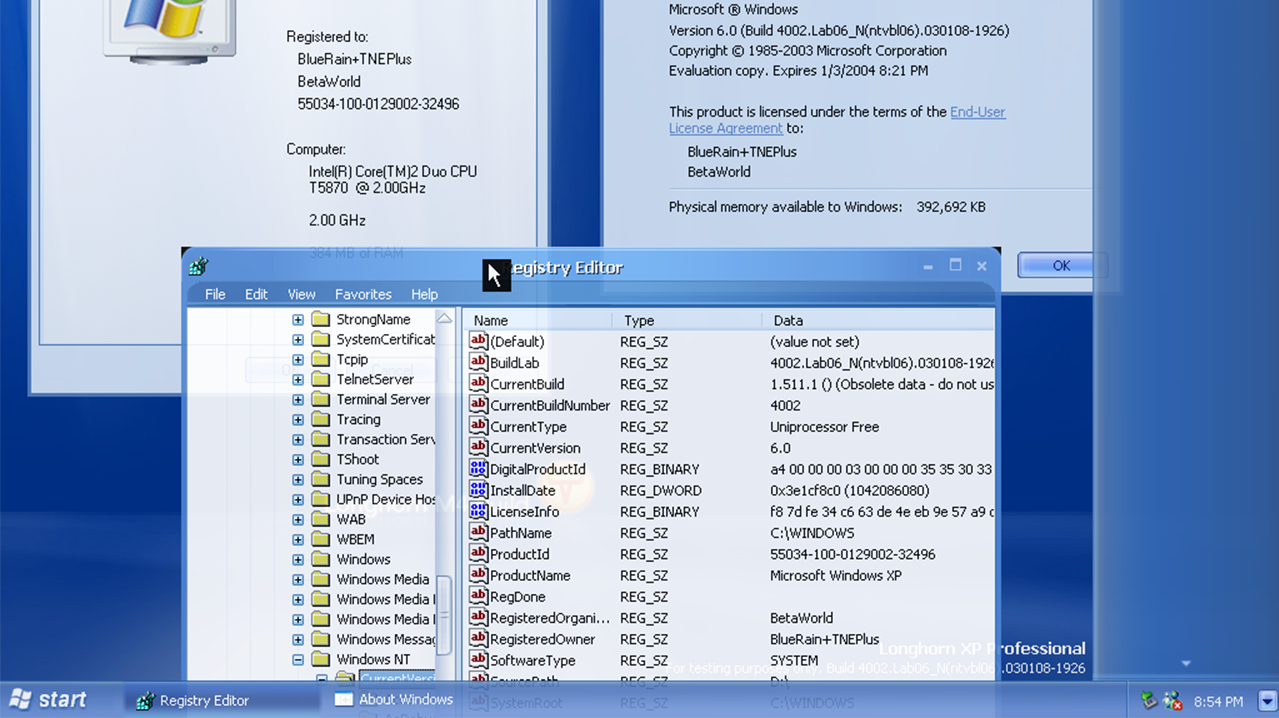 Registered to:
BlueRain+TNEPlus
BetaWorld
55034-100-0129002-32496
Computer:
Intel(R) Core(TM)2 Duo CPU
T5870 @ 2.00GHz
2.00 GHz
384 MB of RAM
Microsoft ® Windows
Version 6.0 (Build 4002.Lab06_N(ntvbl06).030108-1926)
Copyright © 1985-2003 Microsoft Corporation
Evaluation copy. Expires 1/3/2004 8:21 PM
This product is licensed under the terms of the End-User
License Agreement to:
BlueRain+TNEPlus
BetaWorld
Physical memory available to Windows: 392,692 KB
OK
Registry Editor
File Edit View Favorites Help
StrongName
SystemCertificat
Tcpip
TelnetServer
Terminal Server
Tracing
Transaction Serv
TShoot
Tuning Spaces
UPnP Device Hos
WAB
WBEM
Windows
Windows Media
Windows Media
Windows Media
Windows Messag
Windows NT
CurrentVersi
Name Type Data
(Default) REG_SZ (value not set)
BuildLab REG_SZ 4002.Lab06_N(ntvbl06).030108-1926
CurrentBuild REG_SZ 1.511.1 () (Obsolete data - do not us
CurrentBuildNumber REG_SZ 4002
CurrentType REG_SZ Uniprocessor Free
CurrentVersion REG_SZ 6.0
DigitalProductId REG_BINARY a4 00 00 00 03 00 00 00 35 35 30 33
InstallDate REG_DWORD 0x3e1cf8c0 (1042086080)
LicenseInfo REG_BINARY f8 7d fe 34 c6 63 de 4e eb 9e 57 a9
PathName REG_SZ C:\WINDOWS
ProductId REG_SZ 55034-100-0129002-32496
ProductName REG_SZ Microsoft Windows XP
RegDone REG_SZ
RegisteredOrgani... REG_SZ BetaWorld
RegisteredOwner REG_SZ BlueRain+TNEPlus
SoftwareType REG_SZ SYSTEM
SourcePath REG_SZ D:\
SystemRoot REG_SZ C:\WINDOWS
Longhorn XP Professional
For testing purposes only. Build 4002.Lab06_N(ntvbl06).030108-1926
start
Registry Editor
About Windows
8:54 PM